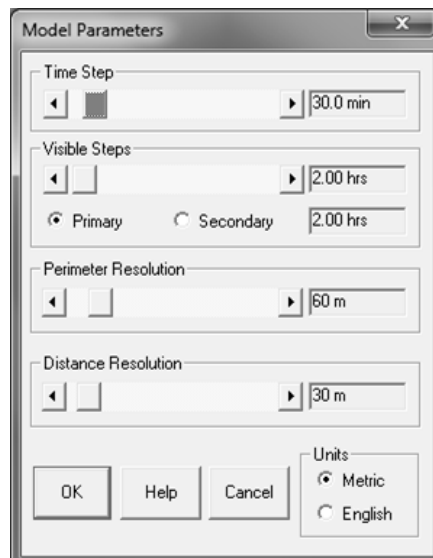 Model Parameters
Time Step
30.0 min
Visible Steps
2.00 hrs
Primary
Secondary
2.00 hrs
Perimeter Resolution
60 m
Distance Resolution
30 m
OK
Help
Cancel
Units
Metric
English